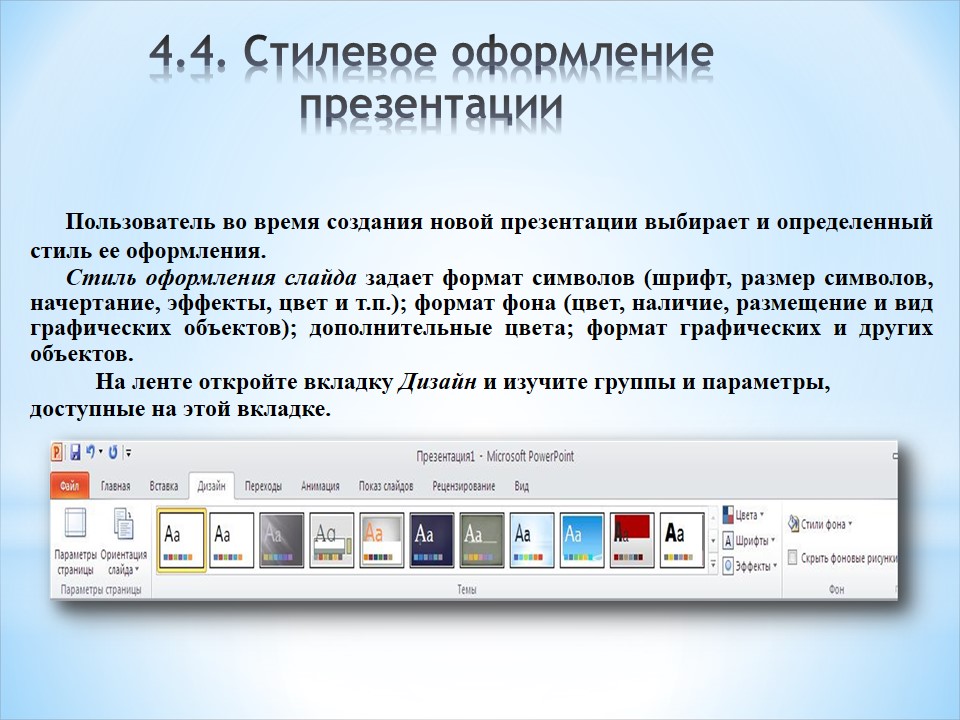 4.4. Стилевое оформление
презентации
Пользователь во время создания новой презентации выбирает и определенный
стиль ее оформления.
Стиль оформления слайда задает формат символов (шрифт, размер символов,
начертание, эффекты, цвет и т.п.); формат фона (цвет, наличие, размещение и вид
графических объектов); дополнительные цвета; формат графических и других
объектов.
На ленте откройте вкладку Дизайн и изучите группы и параметры,
доступные на этой вкладке.
Презентация1 - Microsoft PowerPoint
Файл Главная Вставка Дизайн Переходы Анимация Показ слайдов Рецензирование Вид
Параметры страницы
Ориентация слайда
Aa Aa Aa Aa Aa Aa Aa Aa Aa Aa Aa
Цвета
Шрифты
Эффекты
Стили фона
Скрыть фоновые рисунки
Параметры страницы Темы Фон